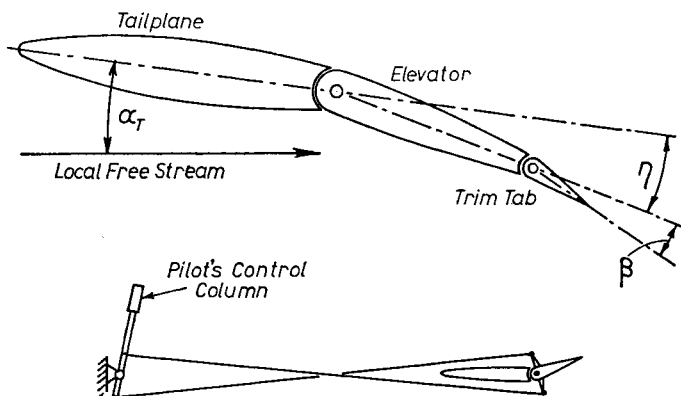 Tailplane
Elevator
α_T
Local Free Stream
Trim Tab
η
β
Pilot's Control
Column